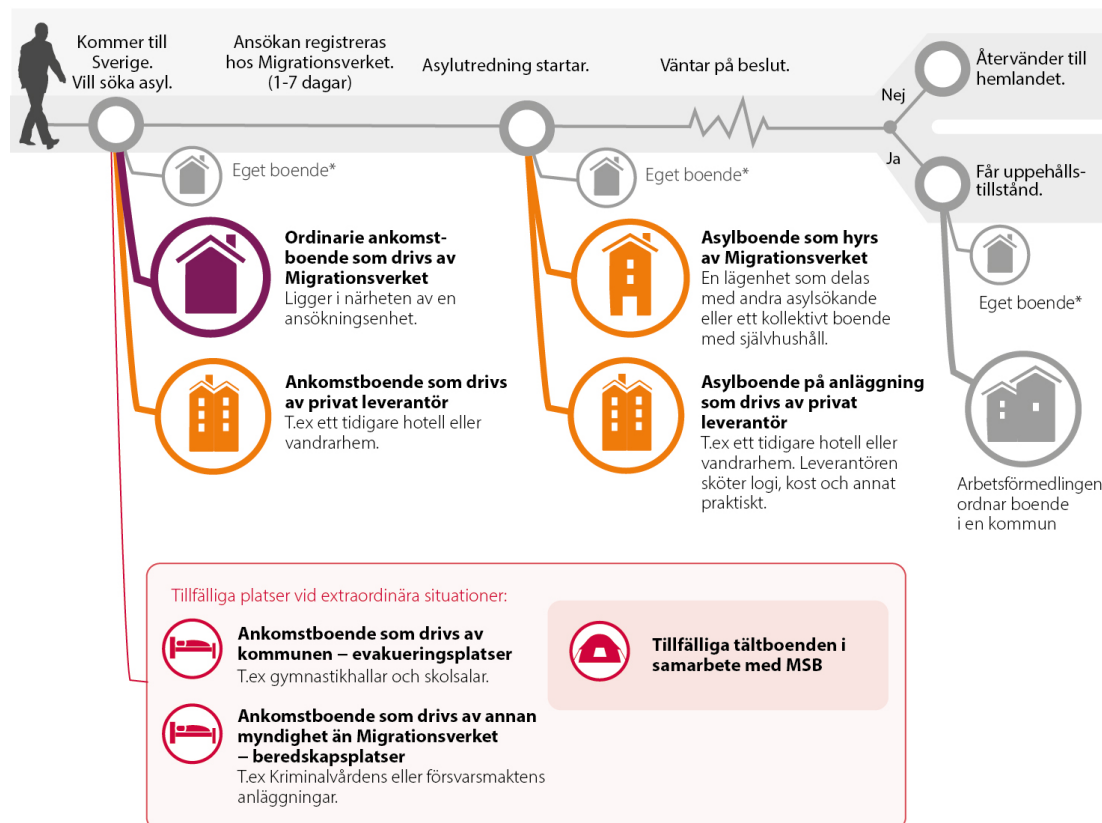 Kommer till
Sverige.
Vill söka asyl.
Ansökan registreras
hos Migrationsverket.
(1-7 dagar)
Asylutredning startar.
Väntar på beslut.
Nej
Återvänder till
hemlandet.
Ja
Får uppehålls-
tillstånd.
Eget boende*
Eget boende*
Eget boende*
Ordinarie ankomst-
boende som drivs av
Migrationsverket
Ligger i närheten av en
ansökningsenhet.
Ankomstboende som drivs
av privat leverantör
T.ex ett tidigare hotell eller
vandrarhem.
Asylboende som hyrs
av Migrationsverket
En lägenhet som delas
med andra asylsökande
eller ett kollektivt boende
med självhushåll.
Asylboende på anläggning
som drivs av privat
leverantör
T.ex ett tidigare hotell eller
vandrarhem. Leverantören
sköter logi, kost och annat
praktiskt.
Arbetsförmedlingen
ordnar boende
i en kommun
Tillfälliga platser vid extraordinära situationer:
Ankomstboende som drivs av
kommunen – evakueringsplatser
T.ex gymnastikhallar och skolsalar.
Ankomstboende som drivs av annan
myndighet än Migrationsverket
– beredskapsplatser
T.ex Kriminalvårdens eller försvarsmaktens
anläggningar.
Tillfälliga tältboenden i
samarbete med MSB